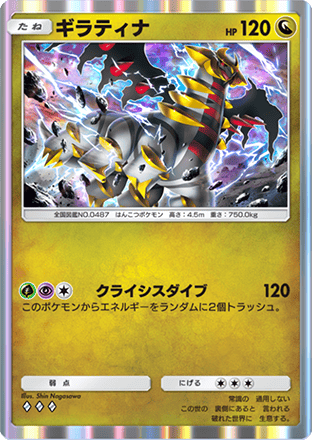 たね ギラティナ HP 120
全国図鑑NO.0487 はんこつポケモン 高さ：4.5m 重さ：750.0kg
クライシスダイブ 120
このポケモンからエネルギーをランダムに2個トラッシュ。
弱点 にげる
Illus. Shin Nagasawa
常識の 通用しない
この世の 裏側にあると 言われる
破れた世界に 生息する。